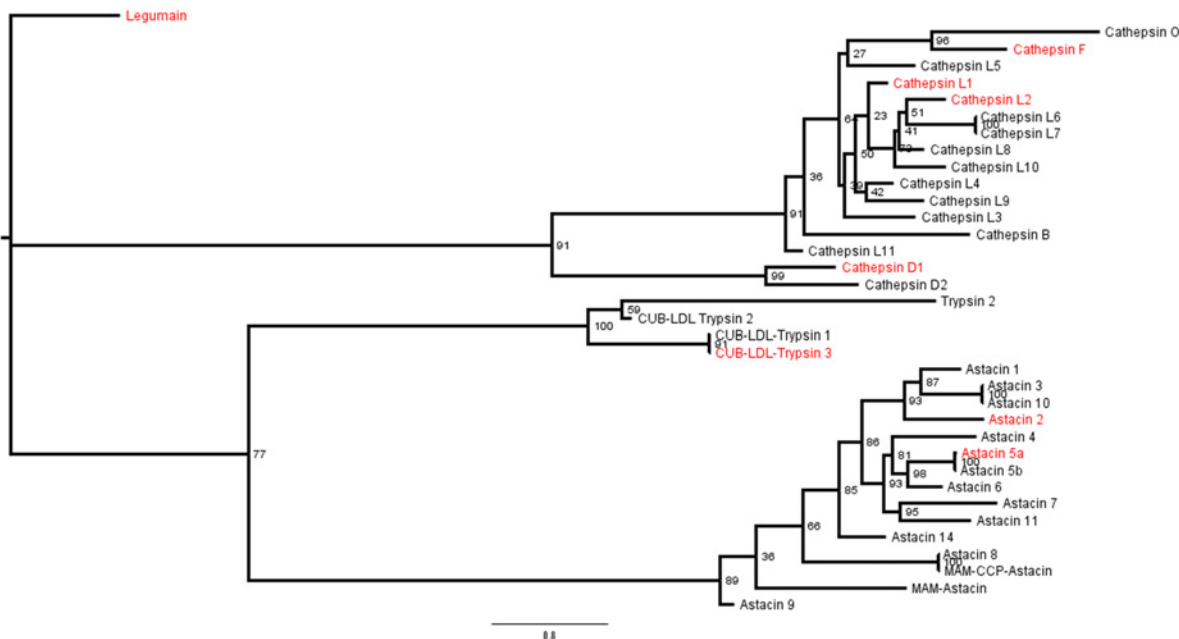 Legumain
Cathepsin O
96
Cathepsin F
27
Cathepsin L5
Cathepsin L1
64
23
Cathepsin L2
51
Cathepsin L6
100
Cathepsin L7
41
73
Cathepsin L8
50
Cathepsin L10
39
Cathepsin L4
42
Cathepsin L9
36
Cathepsin L3
91
Cathepsin B
Cathepsin L11
91
Cathepsin D1
99
Cathepsin D2
Trypsin 2
59
CUB-LDL Trypsin 2
100
CUB-LDL-Trypsin 1
91
CUB-LDL-Trypsin 3
Astacin 1
87
Astacin 3
100
Astacin 10
93
Astacin 2
86
Astacin 4
81
Astacin 5a
100
Astacin 5b
98
Astacin 6
93
Astacin 7
95
Astacin 11
85
Astacin 14
77
66
Astacin 8
100
MAM-CCP-Astacin
36
MAM-Astacin
89
Astacin 9
0.8